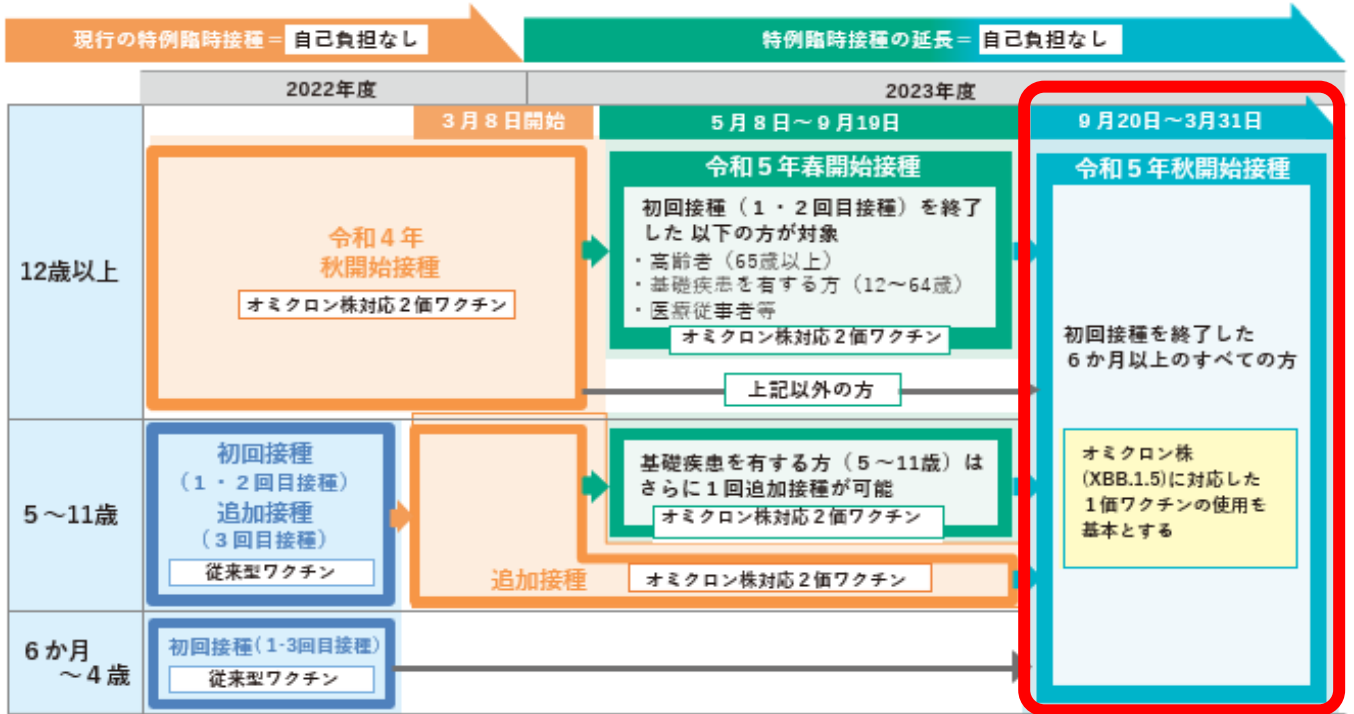 現行の特例臨時接種＝ 自己負担なし
特例臨時接種の延長＝ 自己負担なし
2022年度
2023年度
３月８日開始
５月８日～９月19日
９月20日～3月31日
12歳以上
令和４年
秋開始接種
オミクロン株対応２価ワクチン
令和５年春開始接種
初回接種（１・２回目接種）を終了
した 以下の方が対象
・高齢者（65歳以上）
・基礎疾患を有する方（12～64歳）
・医療従事者等
オミクロン株対応２価ワクチン
上記以外の方
令和５年秋開始接種
初回接種を終了した
６か月以上のすべての方
オミクロン株
(XBB.1.5)に対応した
１価ワクチンの使用を
基本とする
５～11歳
初回接種
（１・２回目接種）
追加接種
（３回目接種）
従来型ワクチン
基礎疾患を有する方（５～11歳）は
さらに１回追加接種が可能
オミクロン株対応２価ワクチン
追加接種
オミクロン株対応２価ワクチン
６か月
～４歳
初回接種（1-3回目接種）
従来型ワクチン